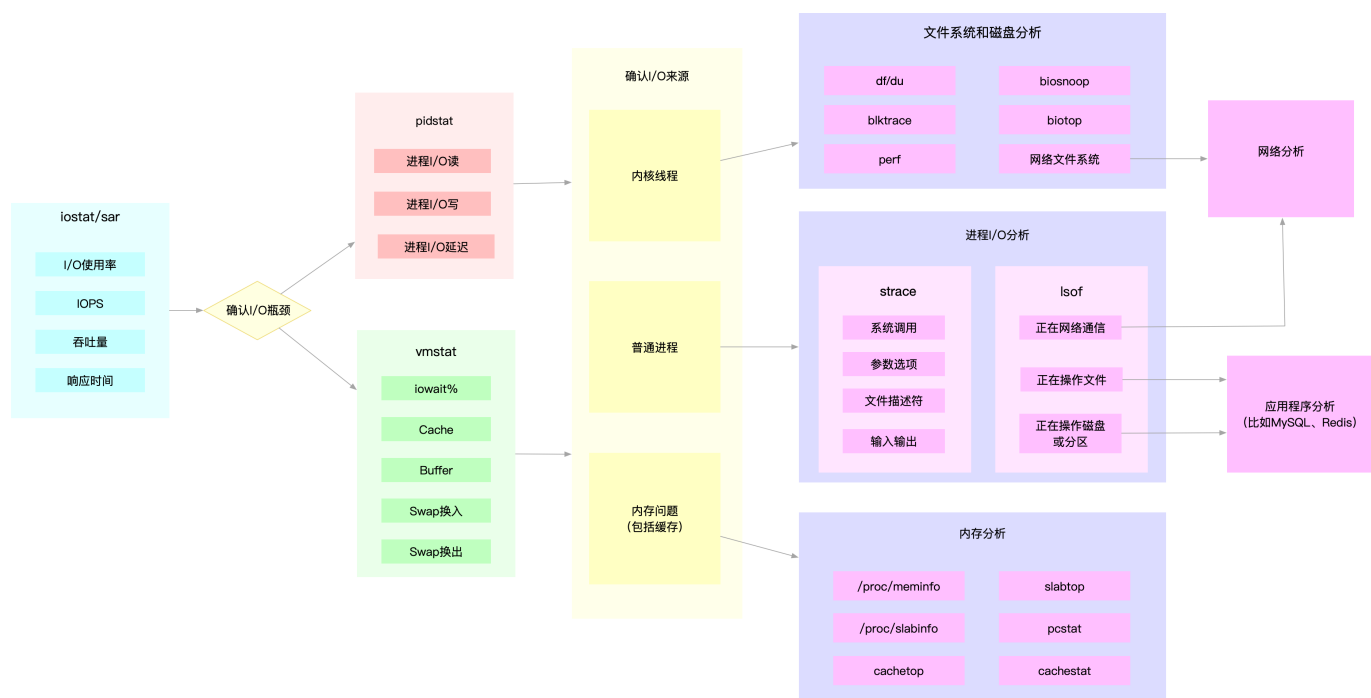 iostat/sar
I/O使用率
IOPS
吞吐量
响应时间
确认I/O瓶颈
pidstat
进程I/O读
进程I/O写
进程I/O延迟
vmstat
iowait%
Cache
Buffer
Swap换入
Swap换出
确认I/O来源
内核线程
普通进程
内存问题
（包括缓存）
文件系统和磁盘分析
df/du
biosnoop
blktrace
biotop
perf
网络文件系统
进程I/O分析
strace
系统调用
参数选项
文件描述符
输入输出
lsof
正在网络通信
正在操作文件
正在操作磁盘
或分区
内存分析
/proc/meminfo
slabtop
/proc/slabinfo
pcstat
cachetop
cachestat
网络分析
应用程序分析
（比如MySQL、Redis）